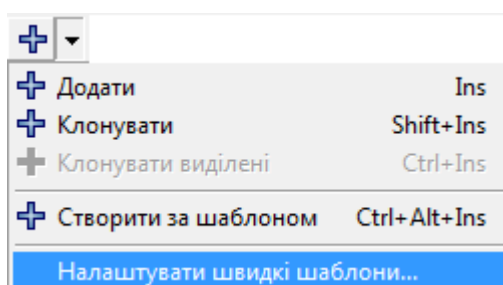 Додати Ins
Клонувати Shift+Ins
Клонувати виділені Ctrl+Ins
Створити за шаблоном Ctrl+Alt+Ins
Налаштувати швидкі шаблони...